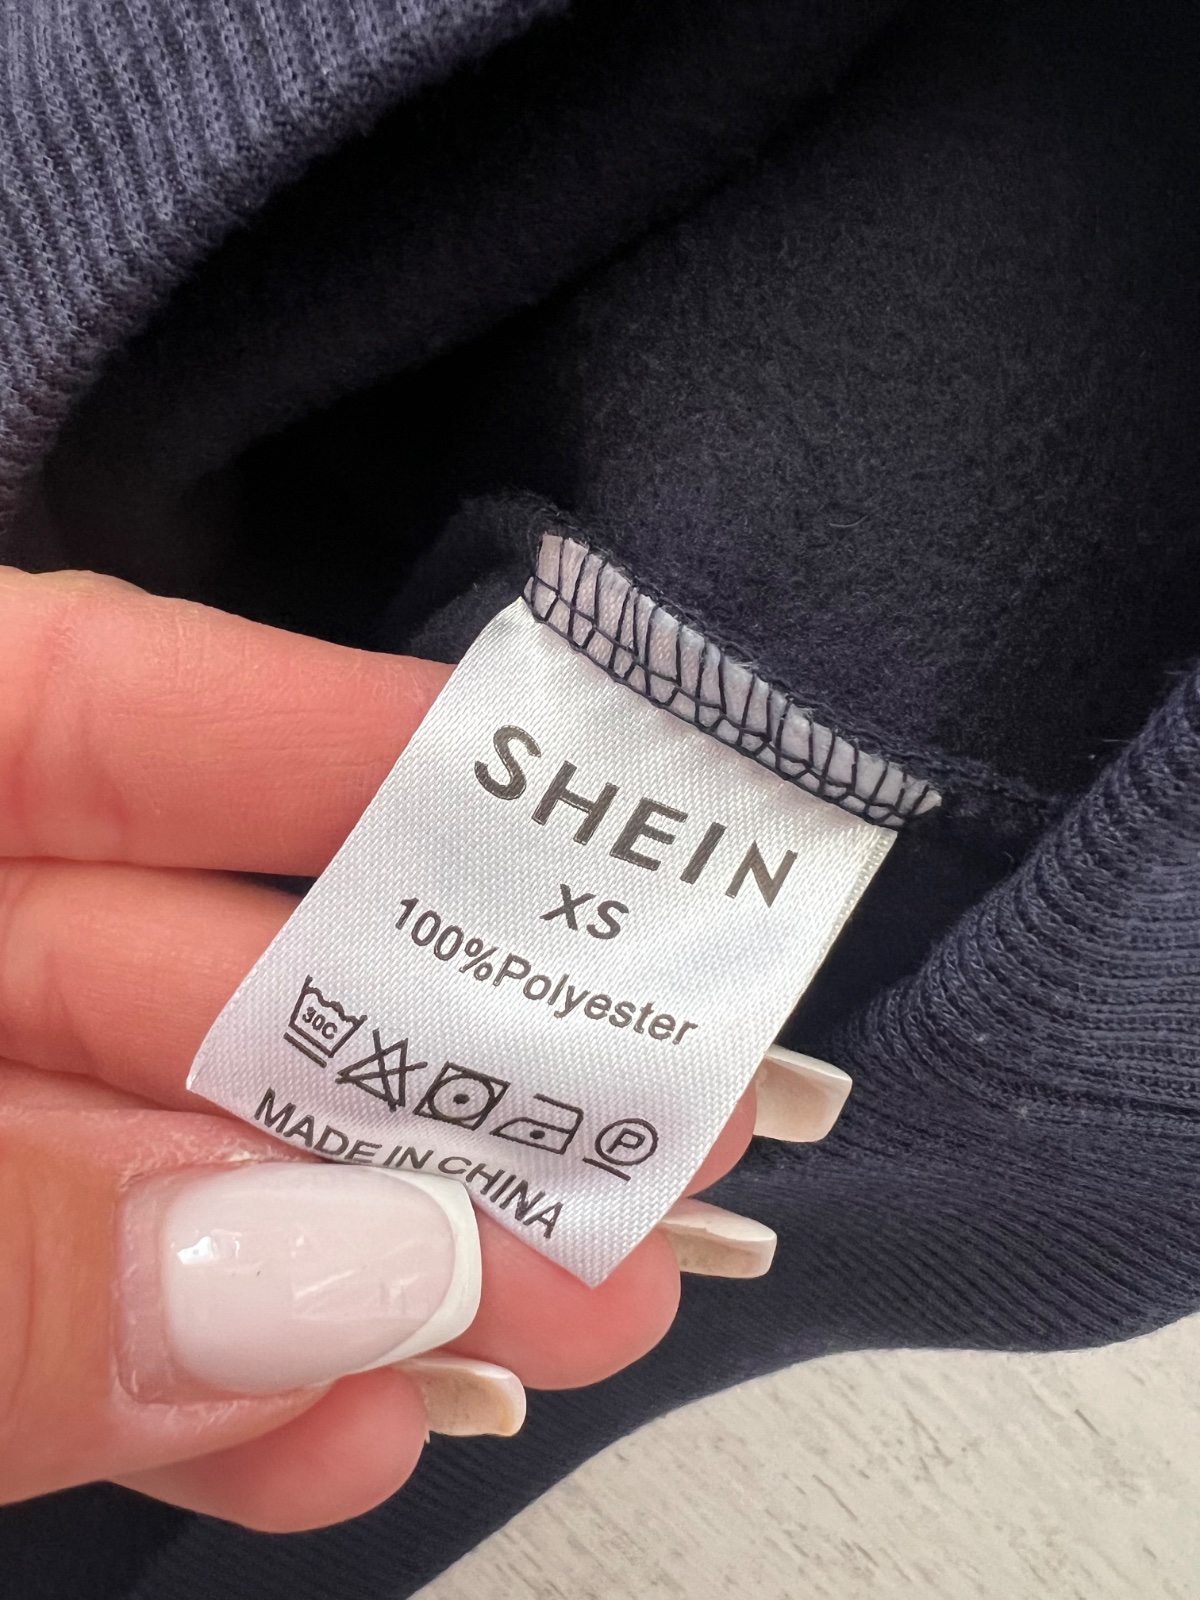 SHEIN
XS
100%Polyester
30C P
MADE IN CHINA